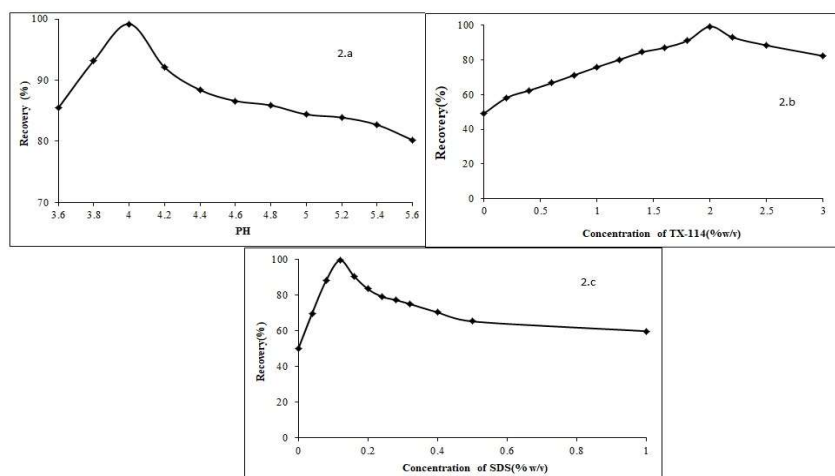 2.a
Recovery (%)
100
90
80
70
3.6 3.8 4 4.2 4.4 4.6 4.8 5 5.2 5.4 5.6
PH
2.b
Recovery(%)
100
80
60
40
20
0
0 0.5 1 1.5 2 2.5 3
Concentration of TX-114(%w/v)
2.c
Recovery(%)
100
80
60
40
20
0
0 0.2 0.4 0.6 0.8 1
Concentration of SDS(%w/v)